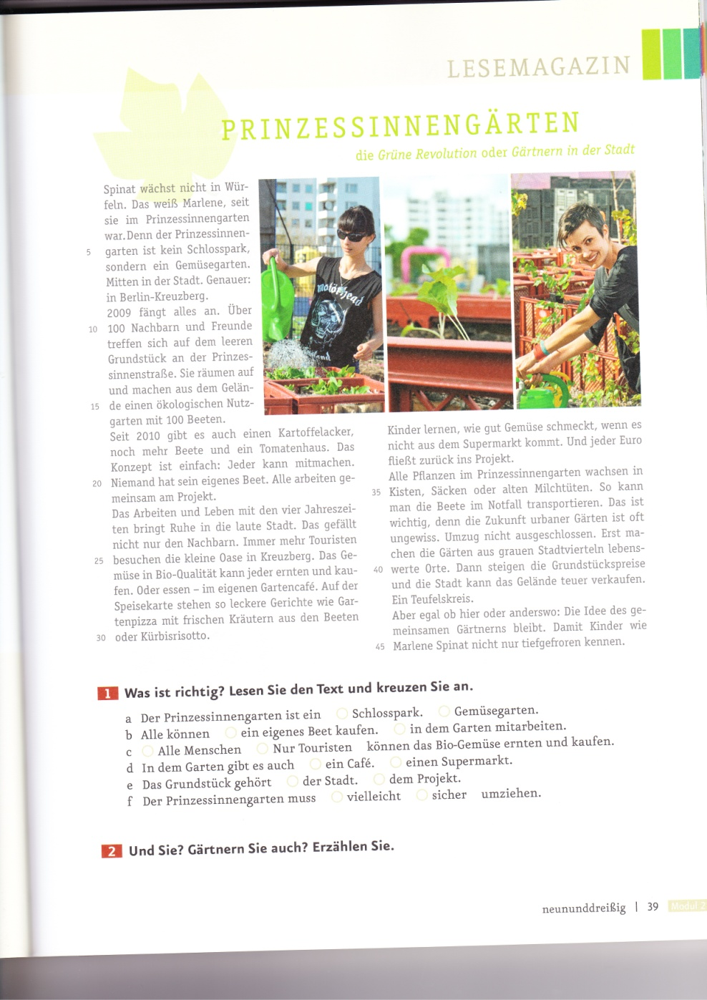 LESEMAGAZIN
PRINZESSINNENGÄRTEN
die Grüne Revolution oder Gärtnern in der Stadt
Spinat wächst nicht in Wür-
feln. Das weiß Marlene, seit
sie im Prinzessinnengarten
war.Denn der Prinzessinnen-
5 garten ist kein Schlosspark,
sondern ein Gemüsegarten.
Mitten in der Stadt. Genauer:
in Berlin-Kreuzberg.
2009 fängt alles an. Über
10 100 Nachbarn und Freunde
treffen sich auf dem leeren
Grundstück an der Prinzes-
sinnenstraße. Sie räumen auf
und machen aus dem Gelän-
15 de einen ökologischen Nutz-
garten mit 100 Beeten.
Seit 2010 gibt es auch einen Kartoffelacker,
noch mehr Beete und ein Tomatenhaus. Das
Konzept ist einfach: Jeder kann mitmachen.
20 Niemand hat sein eigenes Beet. Alle arbeiten ge-
meinsam am Projekt.
Das Arbeiten und Leben mit den vier Jahreszei-
ten bringt Ruhe in die laute Stadt. Das gefällt
nicht nur den Nachbarn. Immer mehr Touristen
25 besuchen die kleine Oase in Kreuzberg. Das Ge-
müse in Bio-Qualität kann jeder ernten und kau-
fen. Oder essen – im eigenen Gartencafé. Auf der
Speisekarte stehen so leckere Gerichte wie Gar-
tenpizza mit frischen Kräutern aus den Beeten
30 oder Kürbisrisotto.
Motörhead
England
Kinder lernen, wie gut Gemüse schmeckt, wenn es
nicht aus dem Supermarkt kommt. Und jeder Euro
fließt zurück ins Projekt.
Alle Pflanzen im Prinzessinnengarten wachsen in
35 Kisten, Säcken oder alten Milchtüten. So kann
man die Beete im Notfall transportieren. Das ist
wichtig, denn die Zukunft urbaner Gärten ist oft
ungewiss. Umzug nicht ausgeschlossen. Erst ma-
chen die Gärten aus grauen Stadtvierteln lebens-
40 werte Orte. Dann steigen die Grundstückspreise
und die Stadt kann das Gelände teuer verkaufen.
Ein Teufelskreis.
Aber egal ob hier oder anderswo: Die Idee des ge-
meinsamen Gärtnerns bleibt. Damit Kinder wie
45 Marlene Spinat nicht nur tiefgefroren kennen.
1 Was ist richtig? Lesen Sie den Text und kreuzen Sie an.
a Der Prinzessinnengarten ist ein ○ Schlosspark. ○ Gemüsegarten.
b Alle können ○ ein eigenes Beet kaufen. ○ in dem Garten mitarbeiten.
c ○ Alle Menschen ○ Nur Touristen können das Bio-Gemüse ernten und kaufen.
d In dem Garten gibt es auch ○ ein Café. ○ einen Supermarkt.
e Das Grundstück gehört ○ der Stadt. ○ dem Projekt.
f Der Prinzessinnengarten muss ○ vielleicht ○ sicher umziehen.
2 Und Sie? Gärtnern Sie auch? Erzählen Sie.
neununddreißig | 39 Modul 2